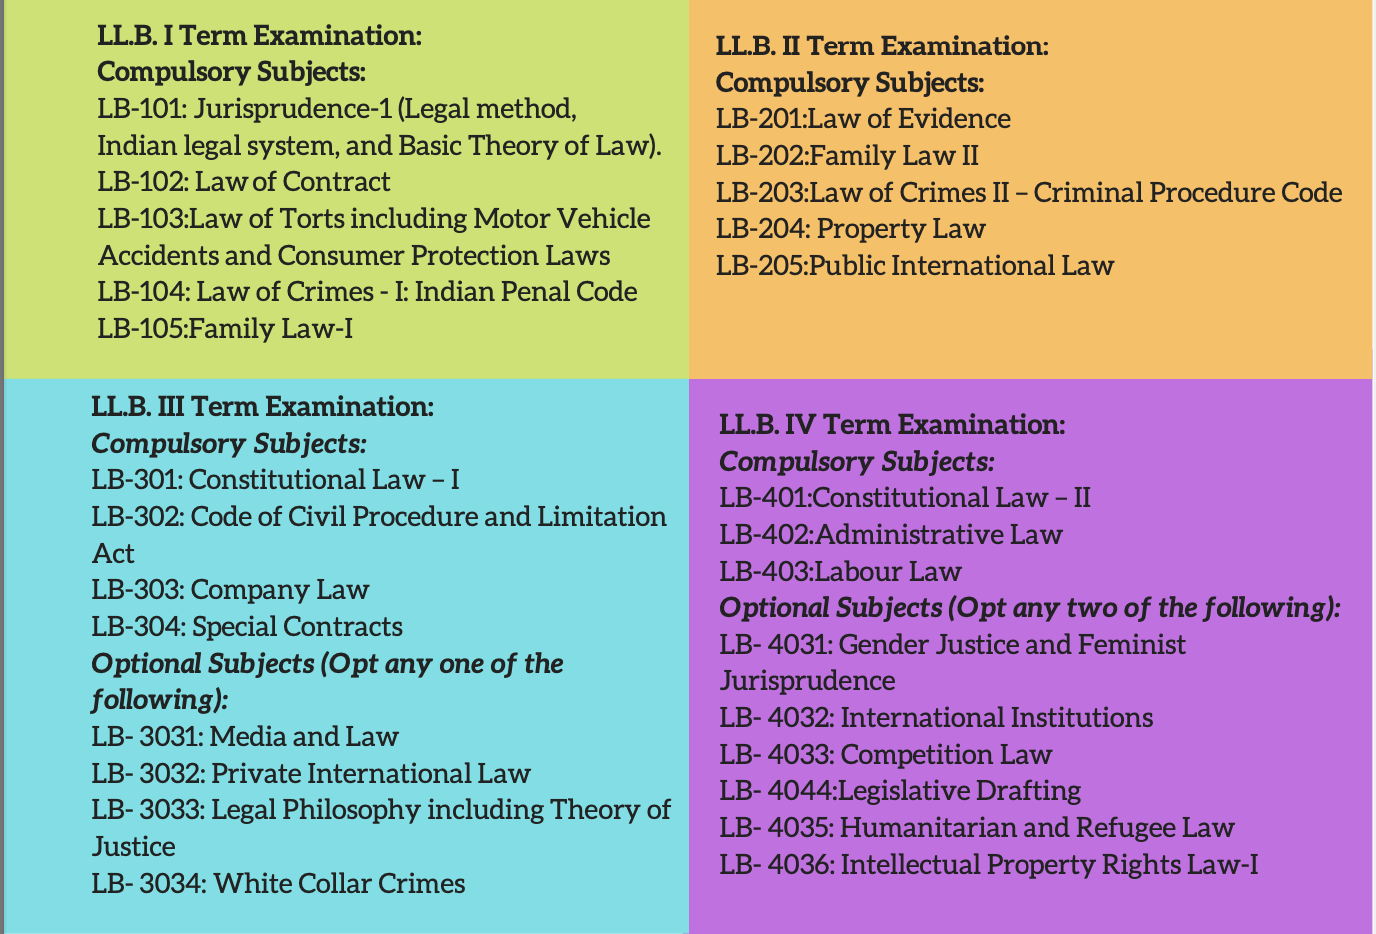 LL.B. I Term Examination:
Compulsory Subjects:
LB-101: Jurisprudence-1 (Legal method,
Indian legal system, and Basic Theory of Law).
LB-102: Law of Contract
LB-103:Law of Torts including Motor Vehicle
Accidents and Consumer Protection Laws
LB-104: Law of Crimes - I: Indian Penal Code
LB-105:Family Law-I
LL.B. II Term Examination:
Compulsory Subjects:
LB-201:Law of Evidence
LB-202:Family Law II
LB-203:Law of Crimes II – Criminal Procedure Code
LB-204: Property Law
LB-205:Public International Law
LL.B. III Term Examination:
Compulsory Subjects:
LB-301: Constitutional Law – I
LB-302: Code of Civil Procedure and Limitation
Act
LB-303: Company Law
LB-304: Special Contracts
Optional Subjects (Opt any one of the
following):
LB- 3031: Media and Law
LB- 3032: Private International Law
LB- 3033: Legal Philosophy including Theory of
Justice
LB- 3034: White Collar Crimes
LL.B. IV Term Examination:
Compulsory Subjects:
LB-401:Constitutional Law – II
LB-402:Administrative Law
LB-403:Labour Law
Optional Subjects (Opt any two of the following):
LB- 4031: Gender Justice and Feminist
Jurisprudence
LB- 4032: International Institutions
LB- 4033: Competition Law
LB- 4044:Legislative Drafting
LB- 4035: Humanitarian and Refugee Law
LB- 4036: Intellectual Property Rights Law-I